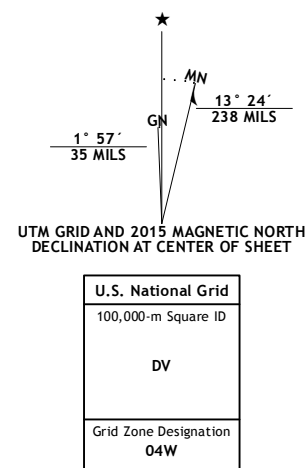 ★
MN
GN
13° 24´
238 MILS
1° 57´
35 MILS
UTM GRID AND 2015 MAGNETIC NORTH
DECLINATION AT CENTER OF SHEET
U.S. National Grid
100,000-m Square ID
DV
Grid Zone Designation
04W